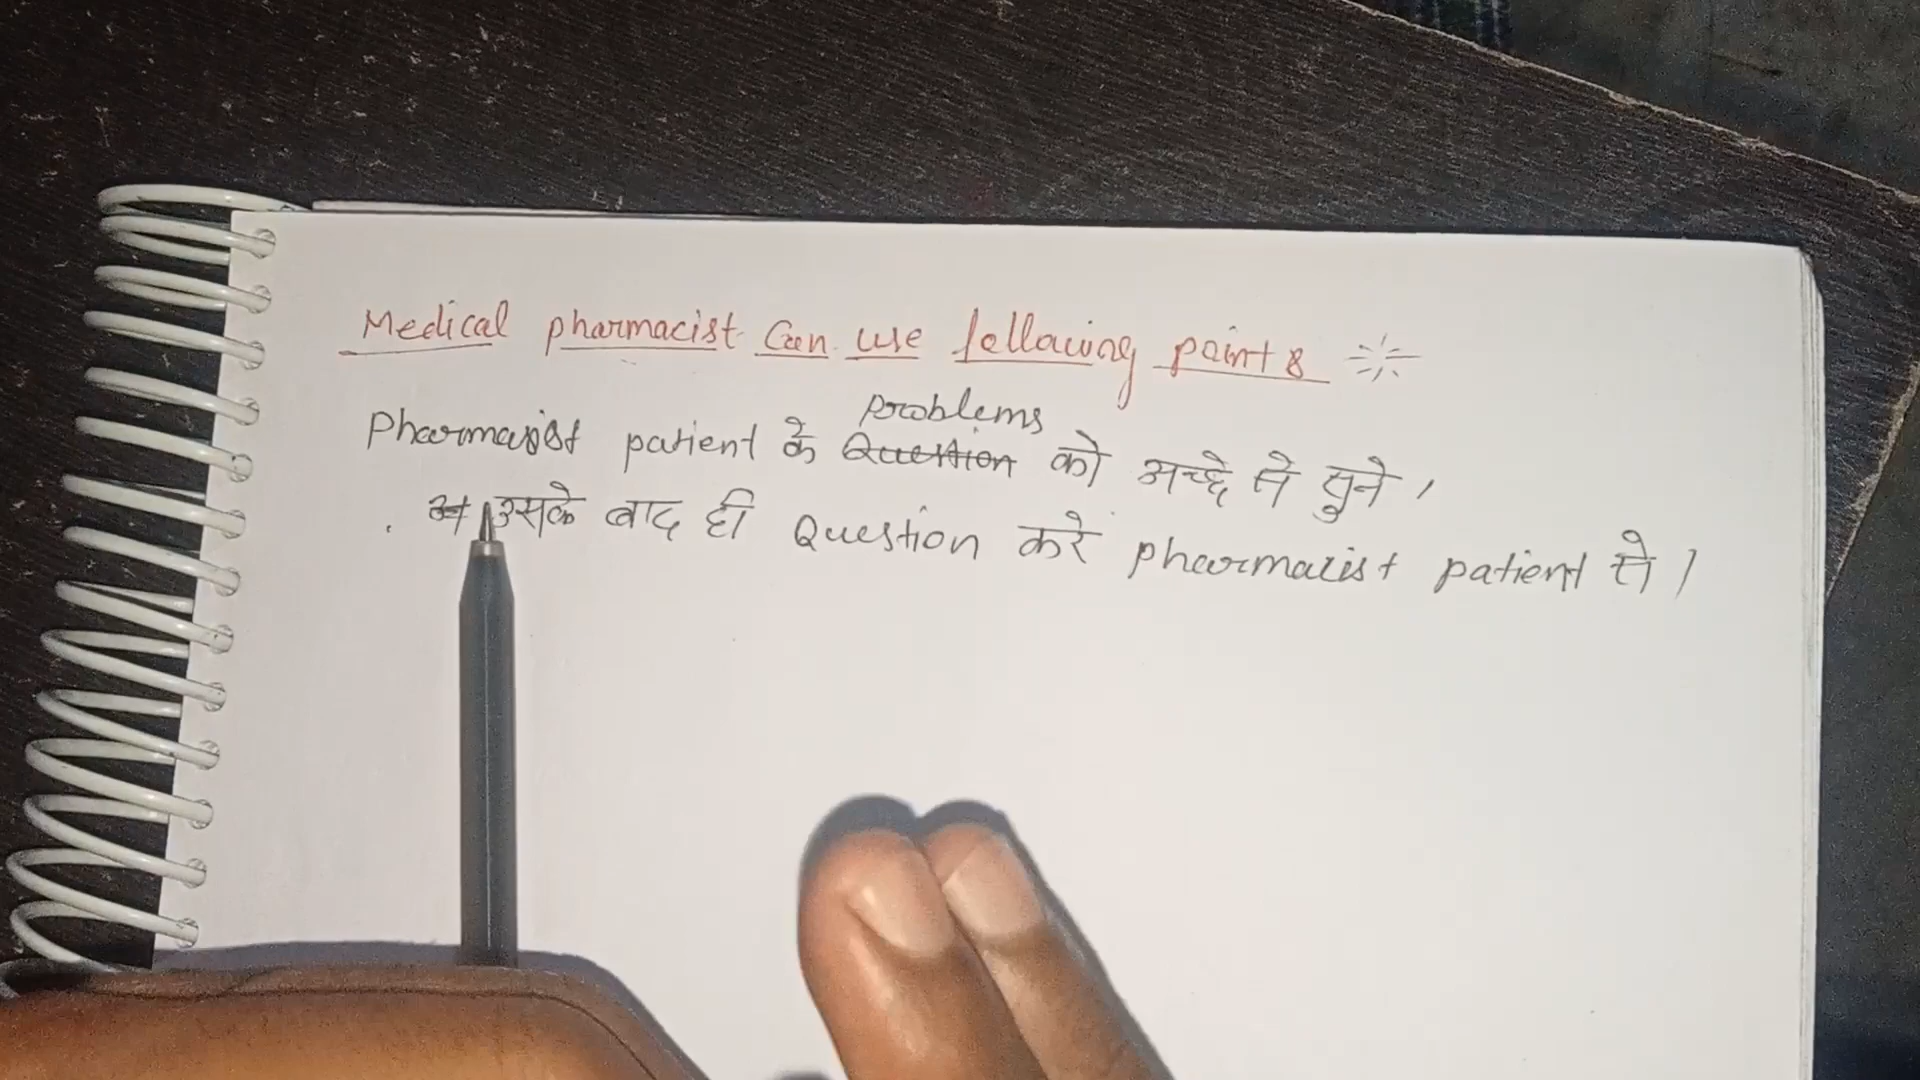 Medical pharmacist Can use following points
problems
Pharmacist patient के Question को अच्छे से सुने,
उसके बाद ही Question करे pharmacist patient से।